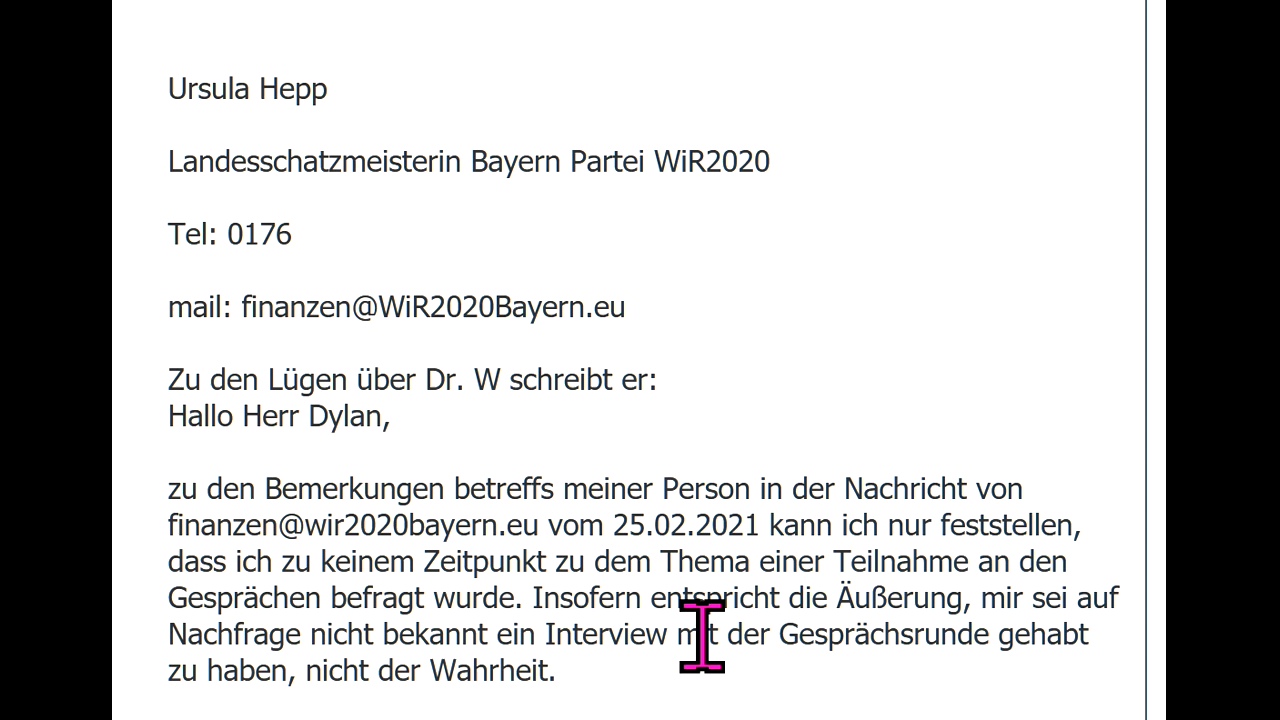 Ursula Hepp
Landesschatzmeisterin Bayern Partei WiR2020
Tel: 0176
mail: finanzen@WiR2020Bayern.eu
Zu den Lügen über Dr. W schreibt er:
Hallo Herr Dylan,
zu den Bemerkungen betreffs meiner Person in der Nachricht von
finanzen@wir2020bayern.eu vom 25.02.2021 kann ich nur feststellen,
dass ich zu keinem Zeitpunkt zu dem Thema einer Teilnahme an den
Gesprächen befragt wurde. Insofern entspricht die Äußerung, mir sei auf
Nachfrage nicht bekannt ein Interview mit der Gesprächsrunde gehabt
zu haben, nicht der Wahrheit.